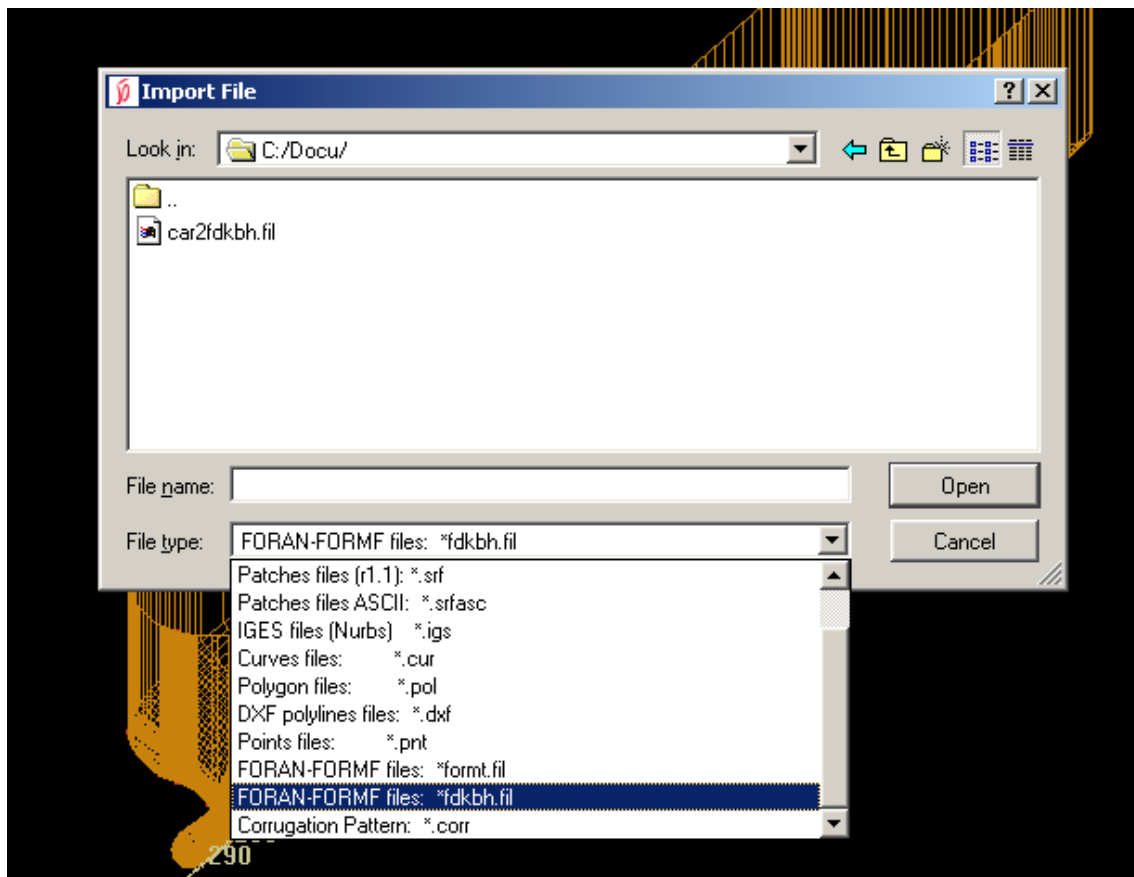 Import File
Look in: C:/Docu/
..
car2fdkbh.fil
File name: Open
File type: FORAN-FORMF files: *fdkbh.fil Cancel
Patches files (r1.1): *.srf
Patches files ASCII: *.srfasc
IGES files (Nurbs) *.igs
Curves files: *.cur
Polygon files: *.pol
DXF polylines files: *.dxf
Points files: *.pnt
FORAN-FORMF files: *formt.fil
FORAN-FORMF files: *fdkbh.fil
Corrugation Pattern: *.corr
290